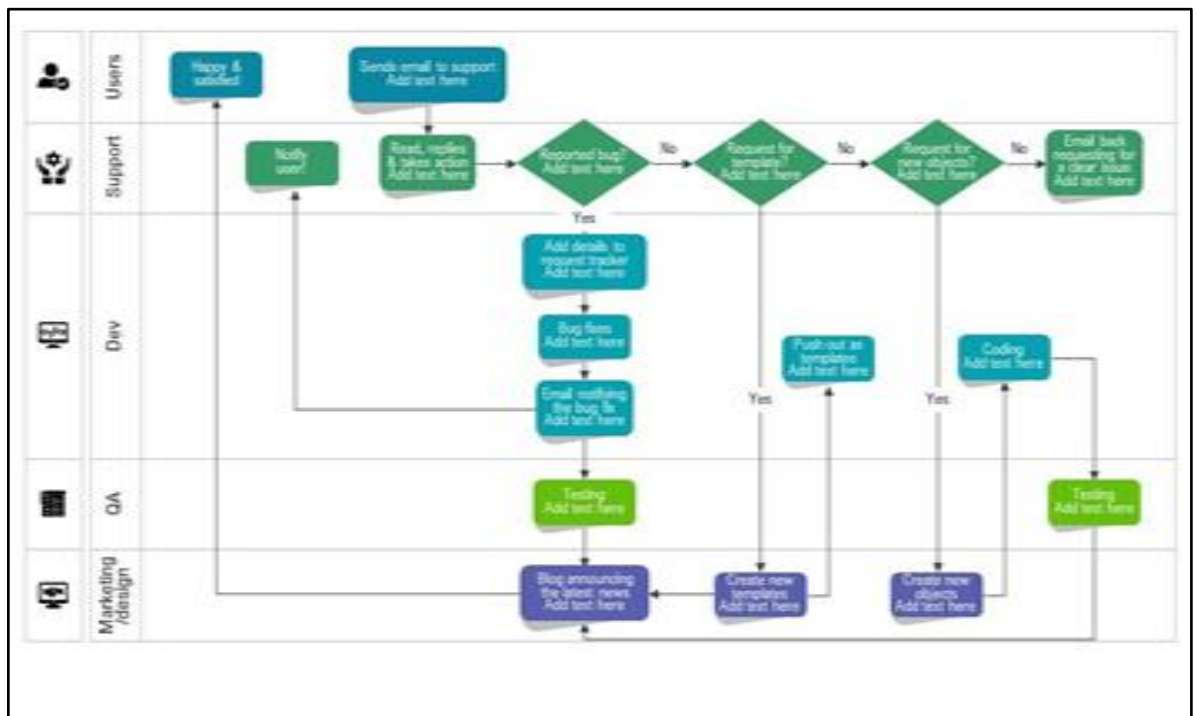 Users
Happy &
satisfied
Sends email to support
Add text here
Support
Notify
user!
Read, replies
& takes action
Add text here
Reported bug?
Add text here
No
Request for
template?
Add text here
No
Request for
new objects?
Add text here
No
Email back
requesting for
a clear issue
Add text here
Yes
Dev
Add details to
request tracker
Add text here
Bug fixes
Add text here
Push out as
templates
Add text here
Coding
Add text here
Email notifying
the bug fix
Add text here
Yes
Yes
QA
Testing
Add text here
Testing
Add text here
Marketing
/design
Blog announcing
the latest news
Add text here
Create new
templates
Add text here
Create new
objects
Add text here